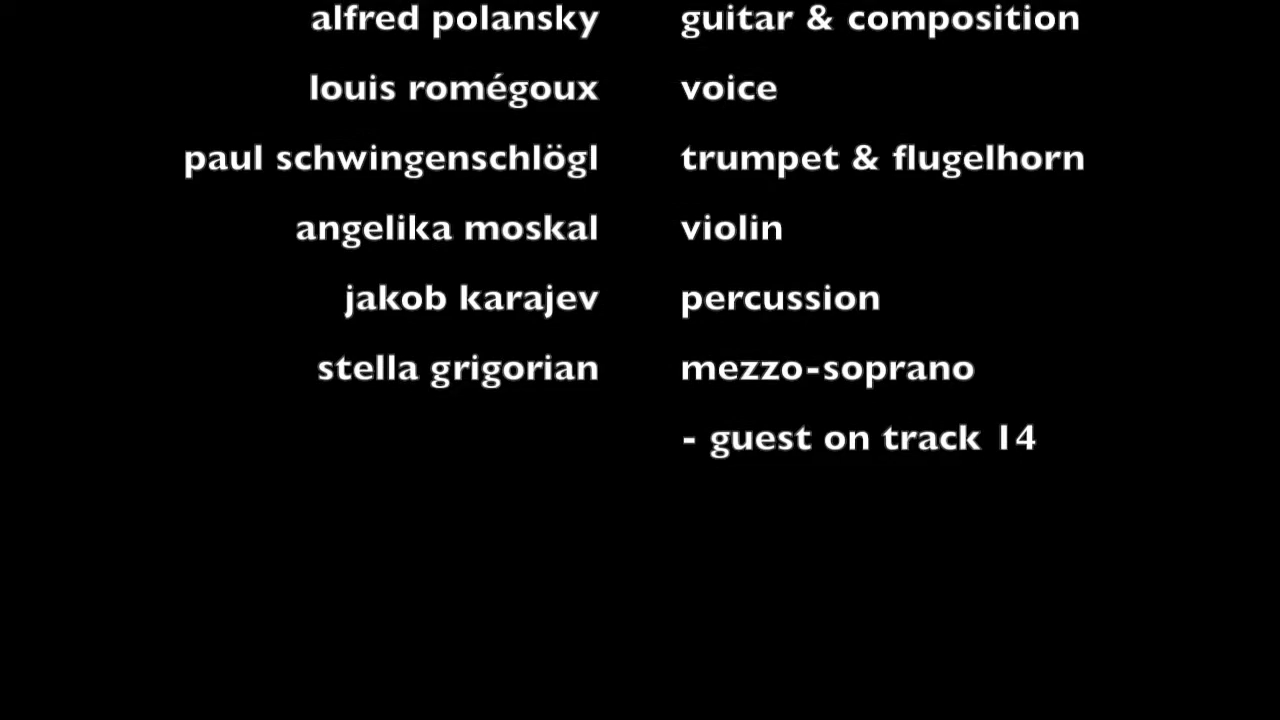 alfred polansky guitar & composition
louis romégoux voice
paul schwingenschlögl trumpet & flugelhorn
angelika moskal violin
jakob karajev percussion
stella grigorian mezzo-soprano
- guest on track 14